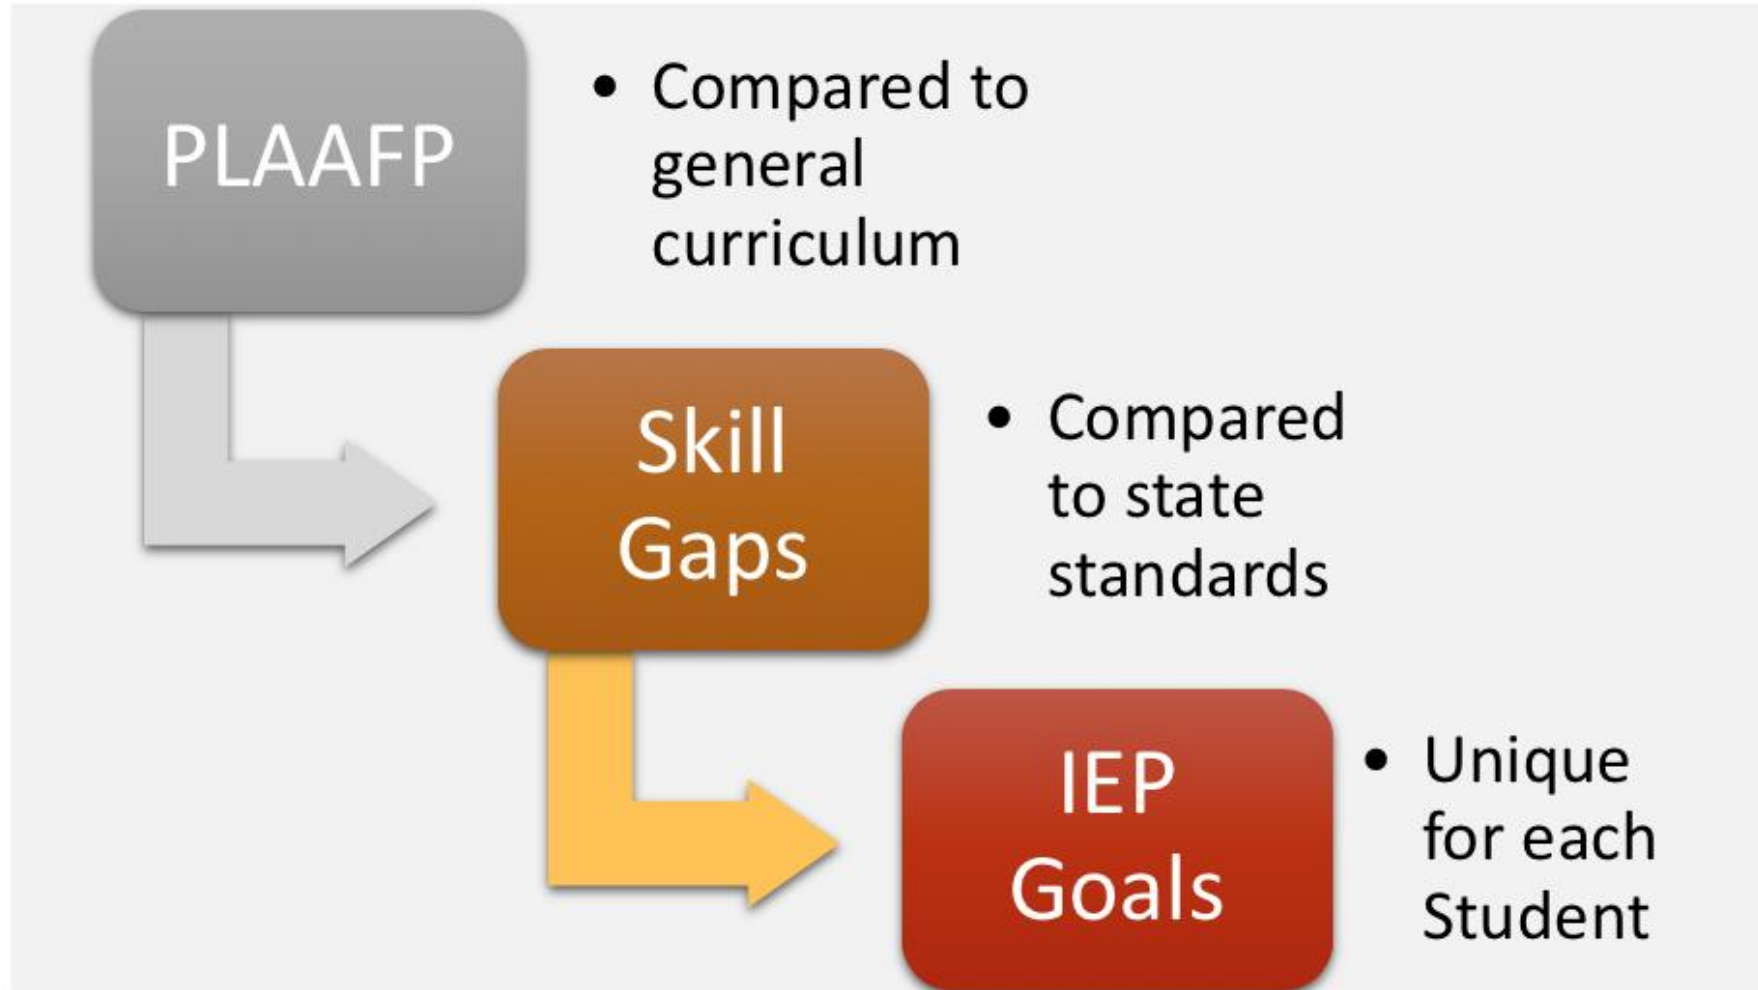 PLAAFP
• Compared to
general
curriculum
Skill
Gaps
• Compared
to state
standards
IEP
Goals
• Unique
for each
Student